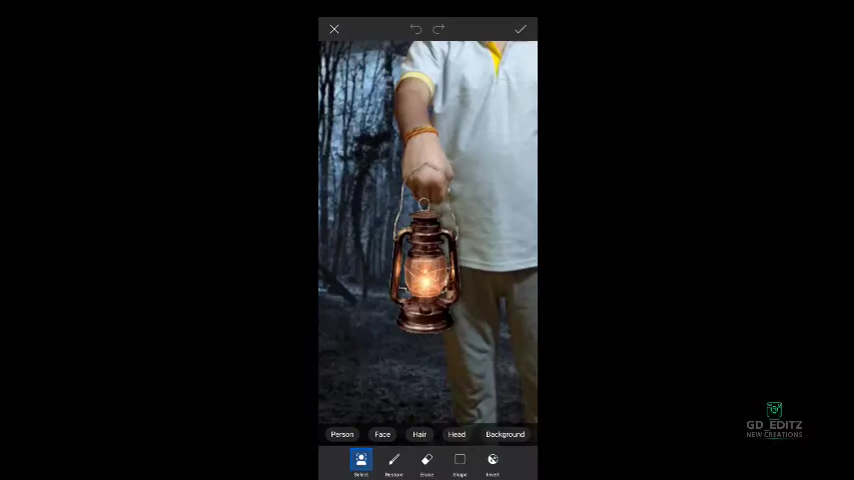 Person Face Hair Head Background
Select Restore Erase Shape Invert
GD_EDITZ
NEW CREATIONS